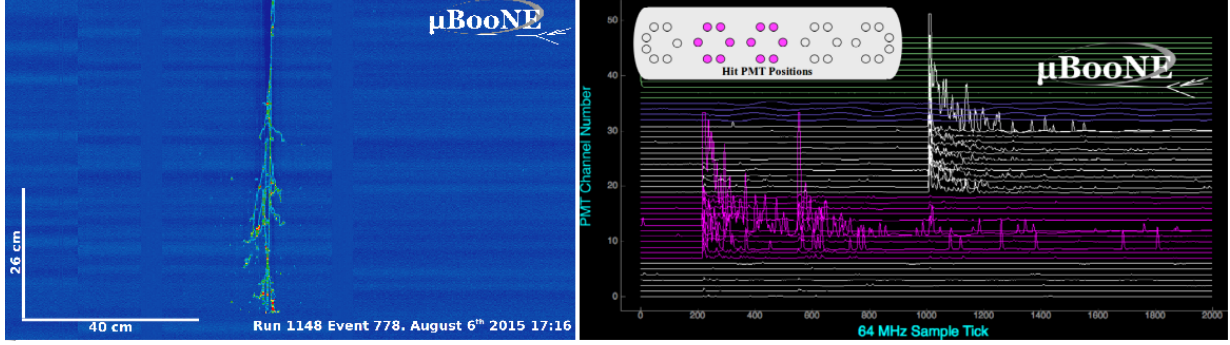 µBooNE
26 cm
40 cm
Run 1148 Event 778. August 6th 2015 17:16
50
40
30
20
10
0
PMT Channel Number
Hit PMT Positions
µBooNE
0
200
400
600
800
1000
1200
1400
1600
1800
2000
64 MHz Sample Tick